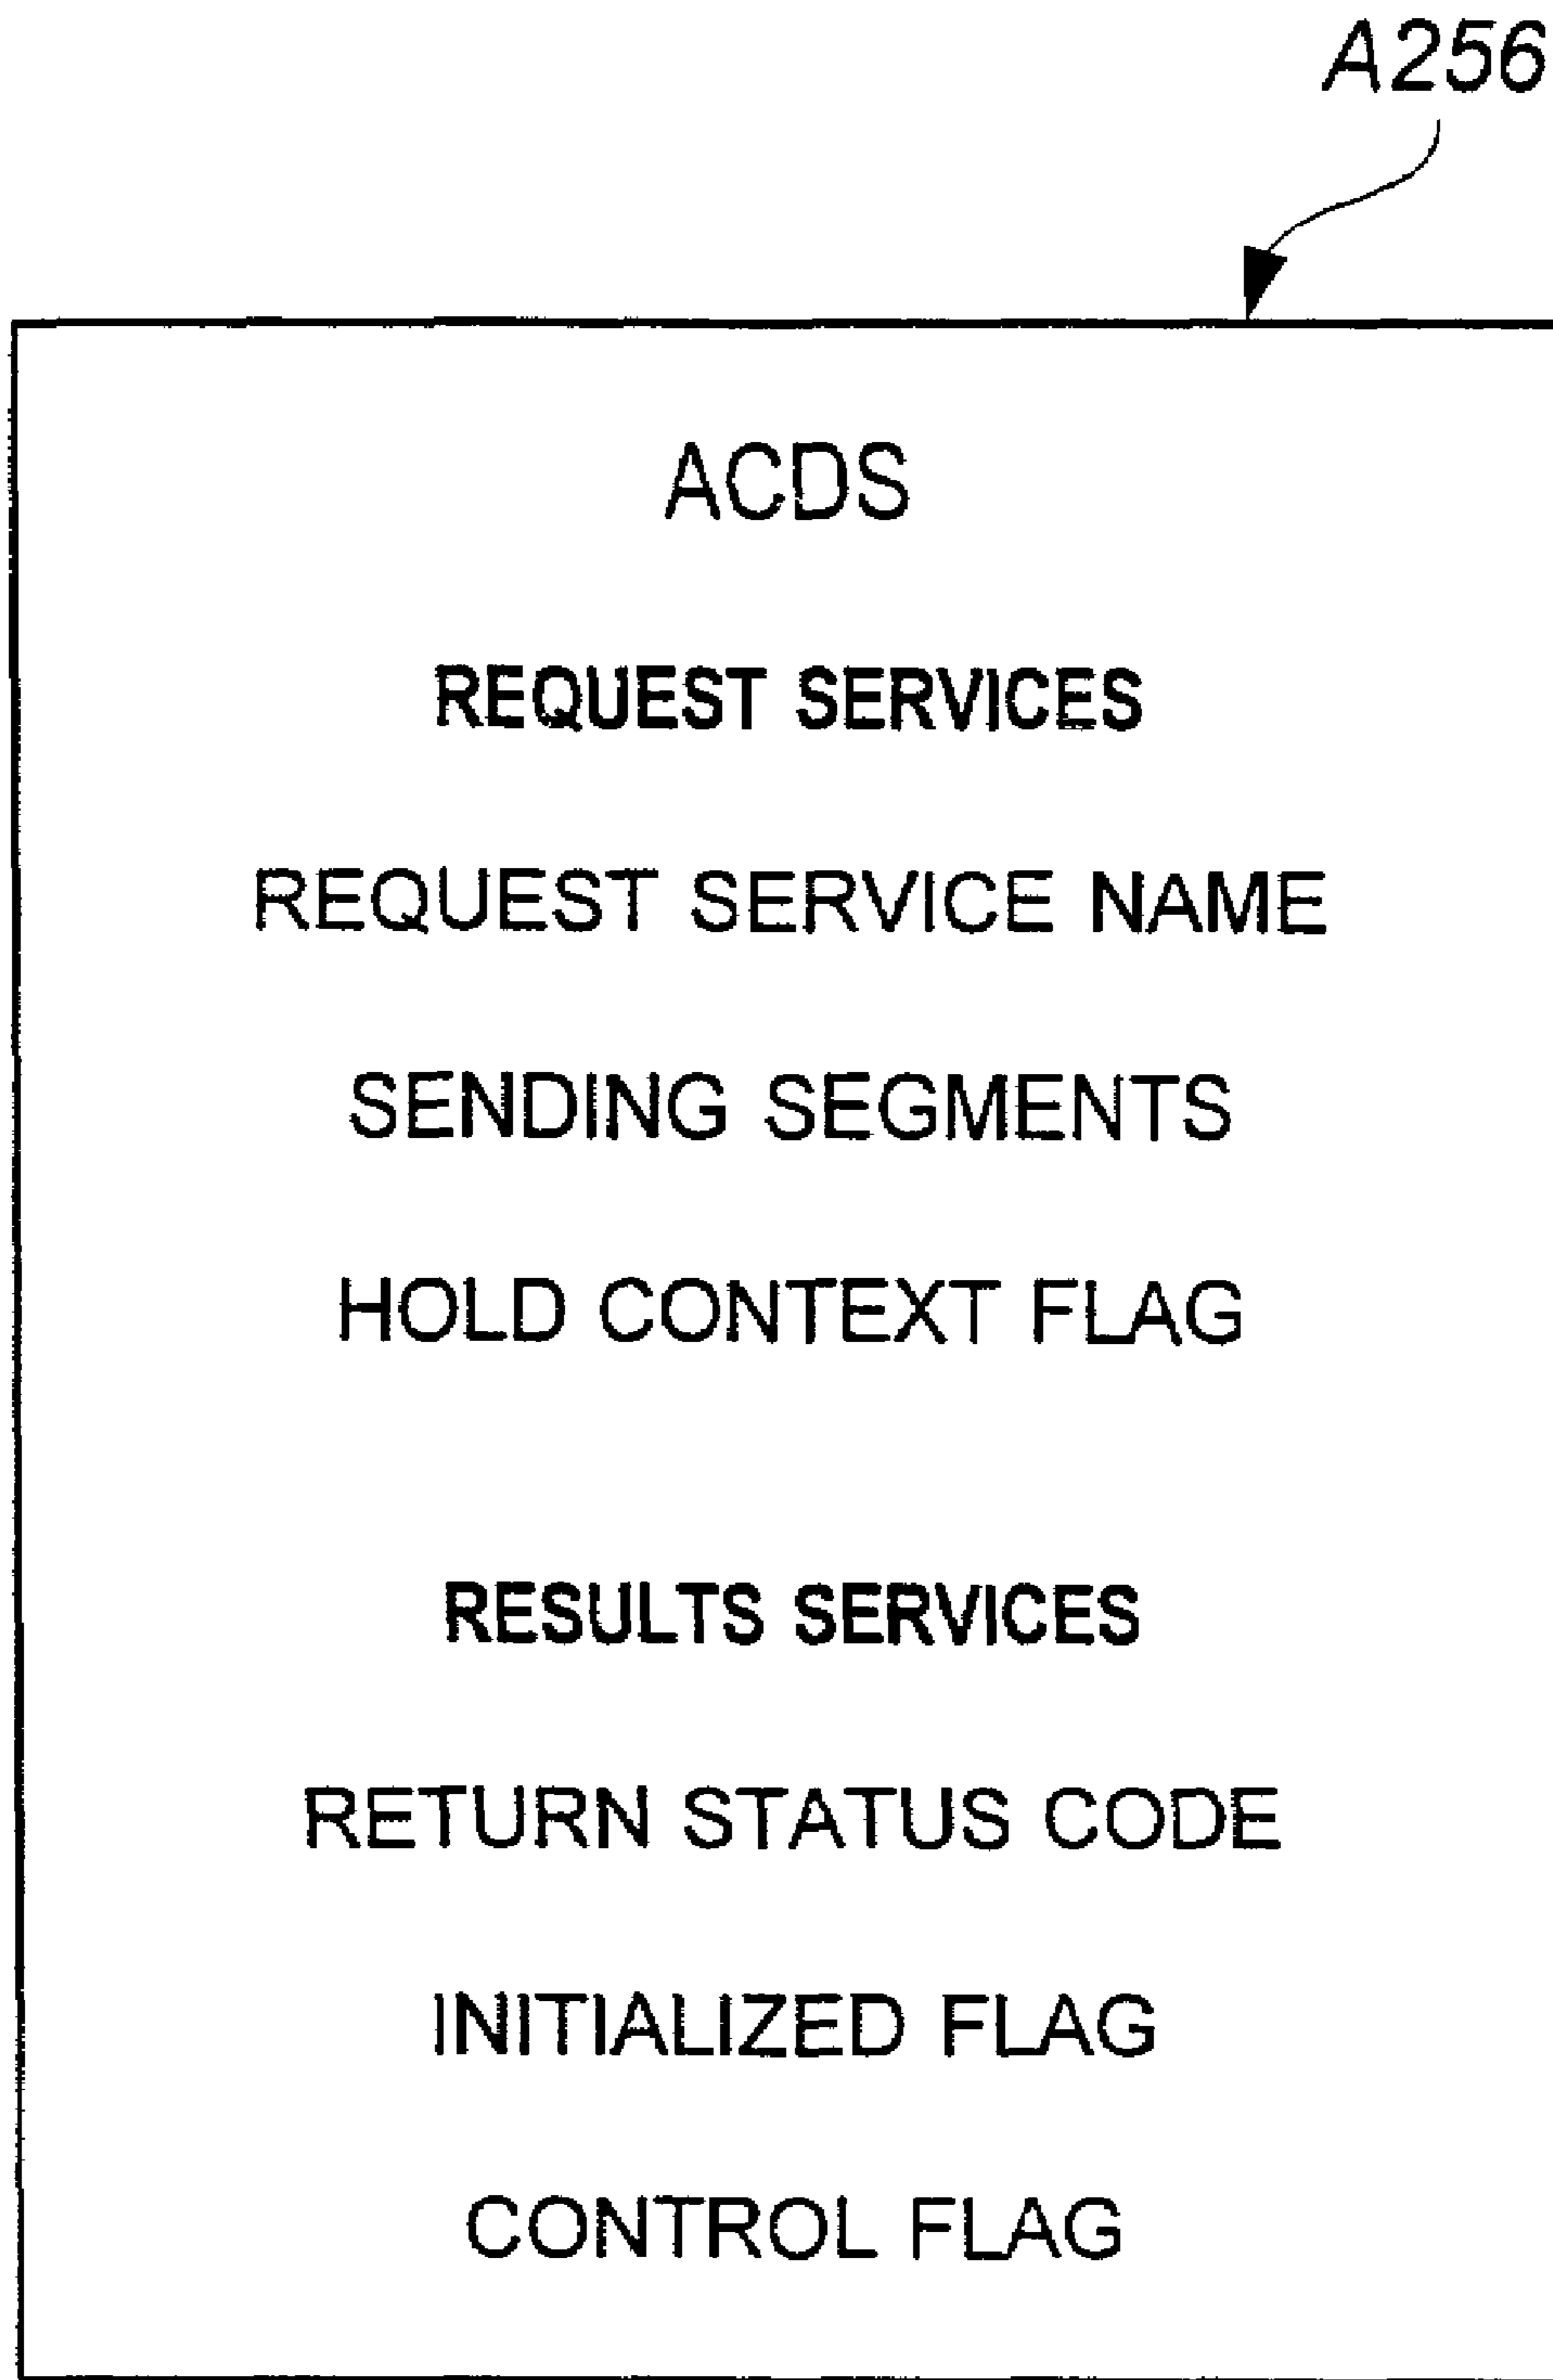 A256
ACDS
REQUEST SERVICES
REQUEST SERVICE NAME
SENDING SEGMENTS
HOLD CONTEXT FLAG
RESULTS SERVICES
RETURN STATUS CODE
INITIALIZED FLAG
CONTROL FLAG